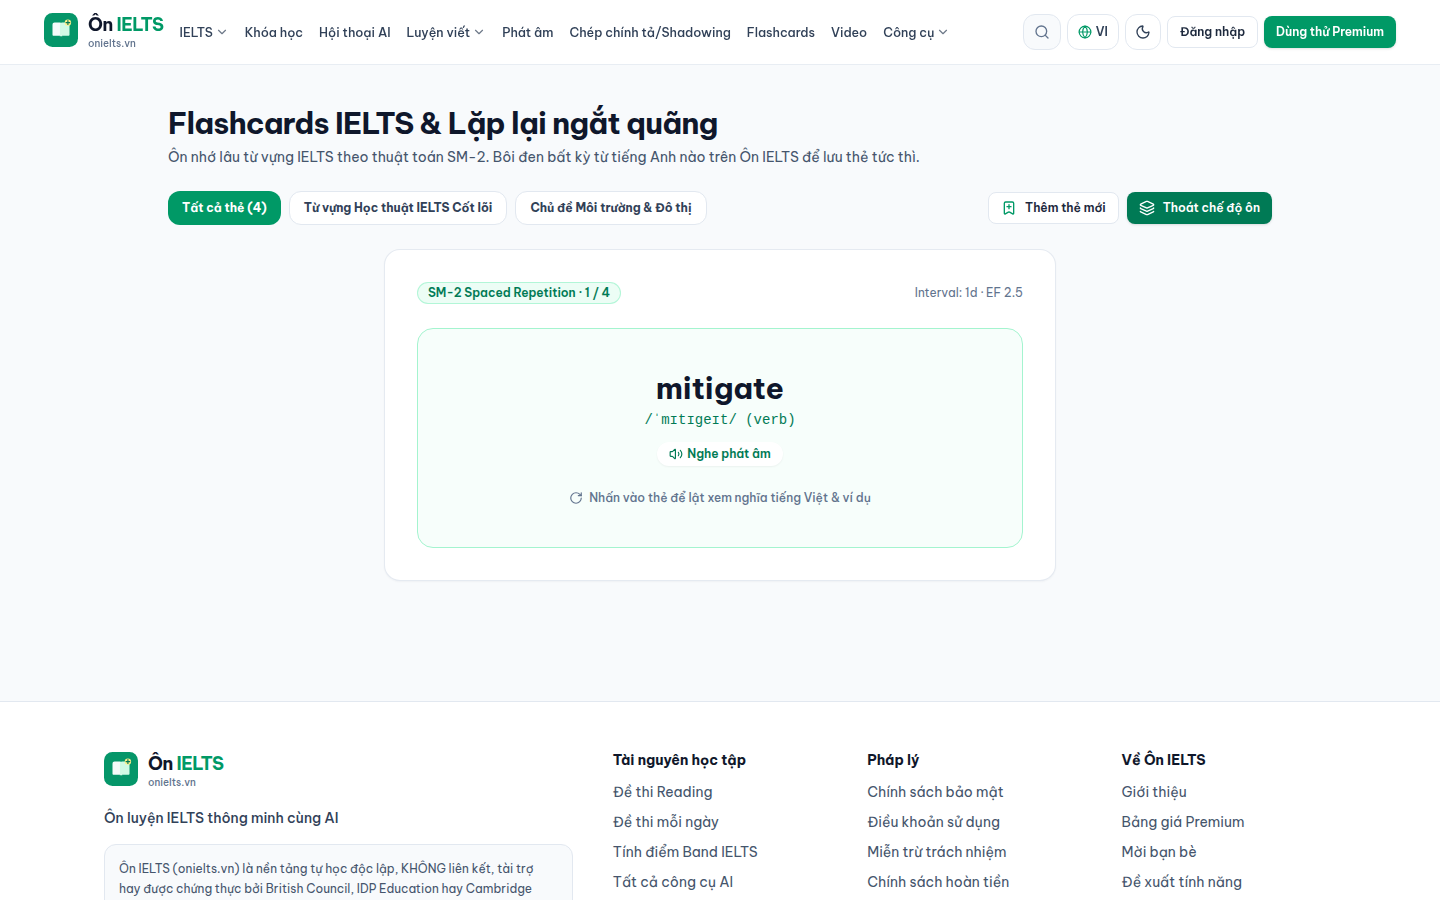 Ôn IELTS
onielts.vn
IELTS
Khóa học
Hội thoại AI
Luyện viết
Phát âm
Chép chính tả/Shadowing
Flashcards
Video
Công cụ
VI
Đăng nhập
Dùng thử Premium
Flashcards IELTS & Lặp lại ngắt quãng
Ôn nhớ lâu từ vựng IELTS theo thuật toán SM-2. Bôi đen bất kỳ từ tiếng Anh nào trên Ôn IELTS để lưu thẻ tức thì.
Tất cả thẻ (4)
Từ vựng Học thuật IELTS Cốt lõi
Chủ đề Môi trường & Đô thị
Thêm thẻ mới
Thoát chế độ ôn
SM-2 Spaced Repetition · 1 / 4
Interval: 1d · EF 2.5
mitigate
/ˈmɪtɪɡeɪt/ (verb)
Nghe phát âm
Nhấn vào thẻ để lật xem nghĩa tiếng Việt & ví dụ
Ôn IELTS
onielts.vn
Ôn luyện IELTS thông minh cùng AI
Ôn IELTS (onielts.vn) là nền tảng tự học độc lập, KHÔNG liên kết, tài trợ
hay được chứng thực bởi British Council, IDP Education hay Cambridge
Tài nguyên học tập
Đề thi Reading
Đề thi mỗi ngày
Tính điểm Band IELTS
Tất cả công cụ AI
Pháp lý
Chính sách bảo mật
Điều khoản sử dụng
Miễn trừ trách nhiệm
Chính sách hoàn tiền
Về Ôn IELTS
Giới thiệu
Bảng giá Premium
Mời bạn bè
Đề xuất tính năng